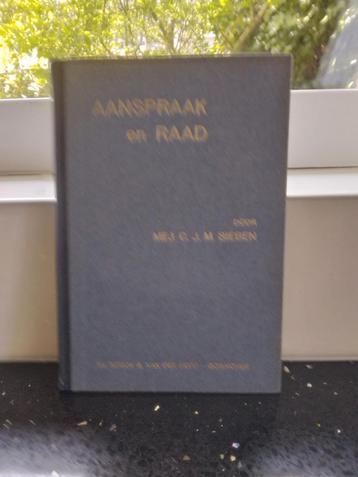 AANSPRAAK
en RAAD
DOOR
MEJ. C. J. M. SIEBEN